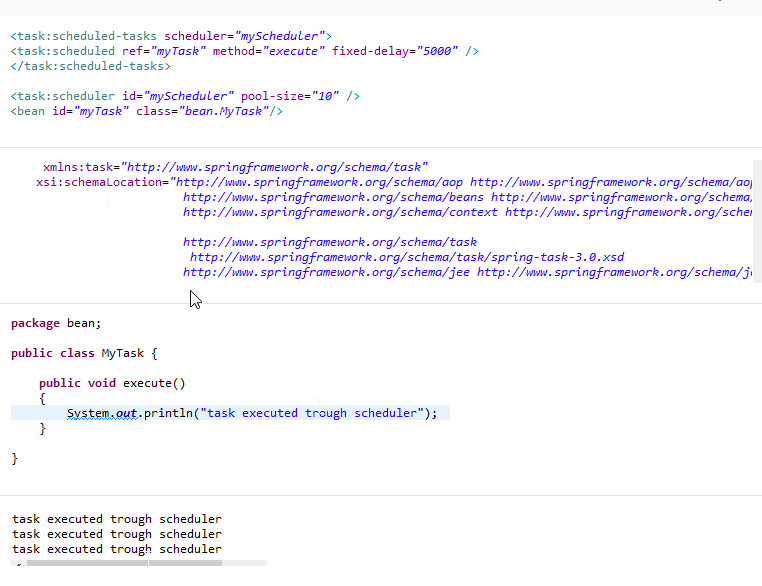 <task:scheduled-tasks scheduler="myScheduler">
<task:scheduled ref="myTask" method="execute" fixed-delay="5000" />
</task:scheduled-tasks>
<task:scheduler id="myScheduler" pool-size="10" />
<bean id="myTask" class="bean.MyTask"/>
xmlns:task="http://www.springframework.org/schema/task"
xsi:schemaLocation="http://www.springframework.org/schema/aop http://www.springframework.org/schema/aop
http://www.springframework.org/schema/beans http://www.springframework.org/schema/
http://www.springframework.org/schema/context http://www.springframework.org/schem
http://www.springframework.org/schema/task
http://www.springframework.org/schema/task/spring-task-3.0.xsd
http://www.springframework.org/schema/jee http://www.springframework.org/schema/je
package bean;
public class MyTask {
public void execute()
{
System.out.println("task executed trough scheduler");
}
}
task executed trough scheduler
task executed trough scheduler
task executed trough scheduler